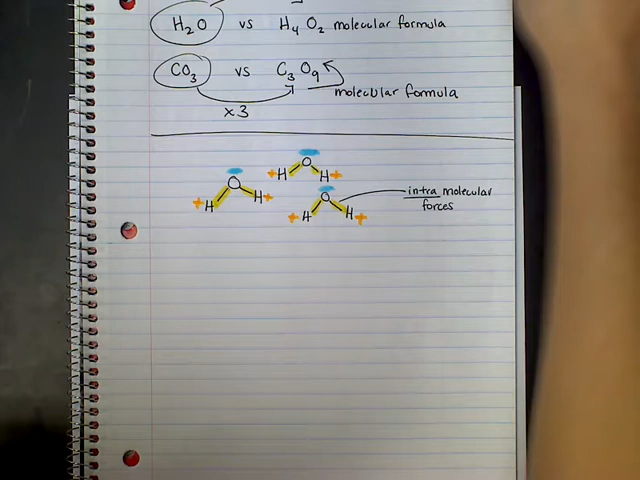 H₂O vs H₄O₂ molecular formula
CO₃ vs C₃O₉
molecular formula
x3
O
+H H+
O
+H H+
O
+H H+
intra molecular
forces